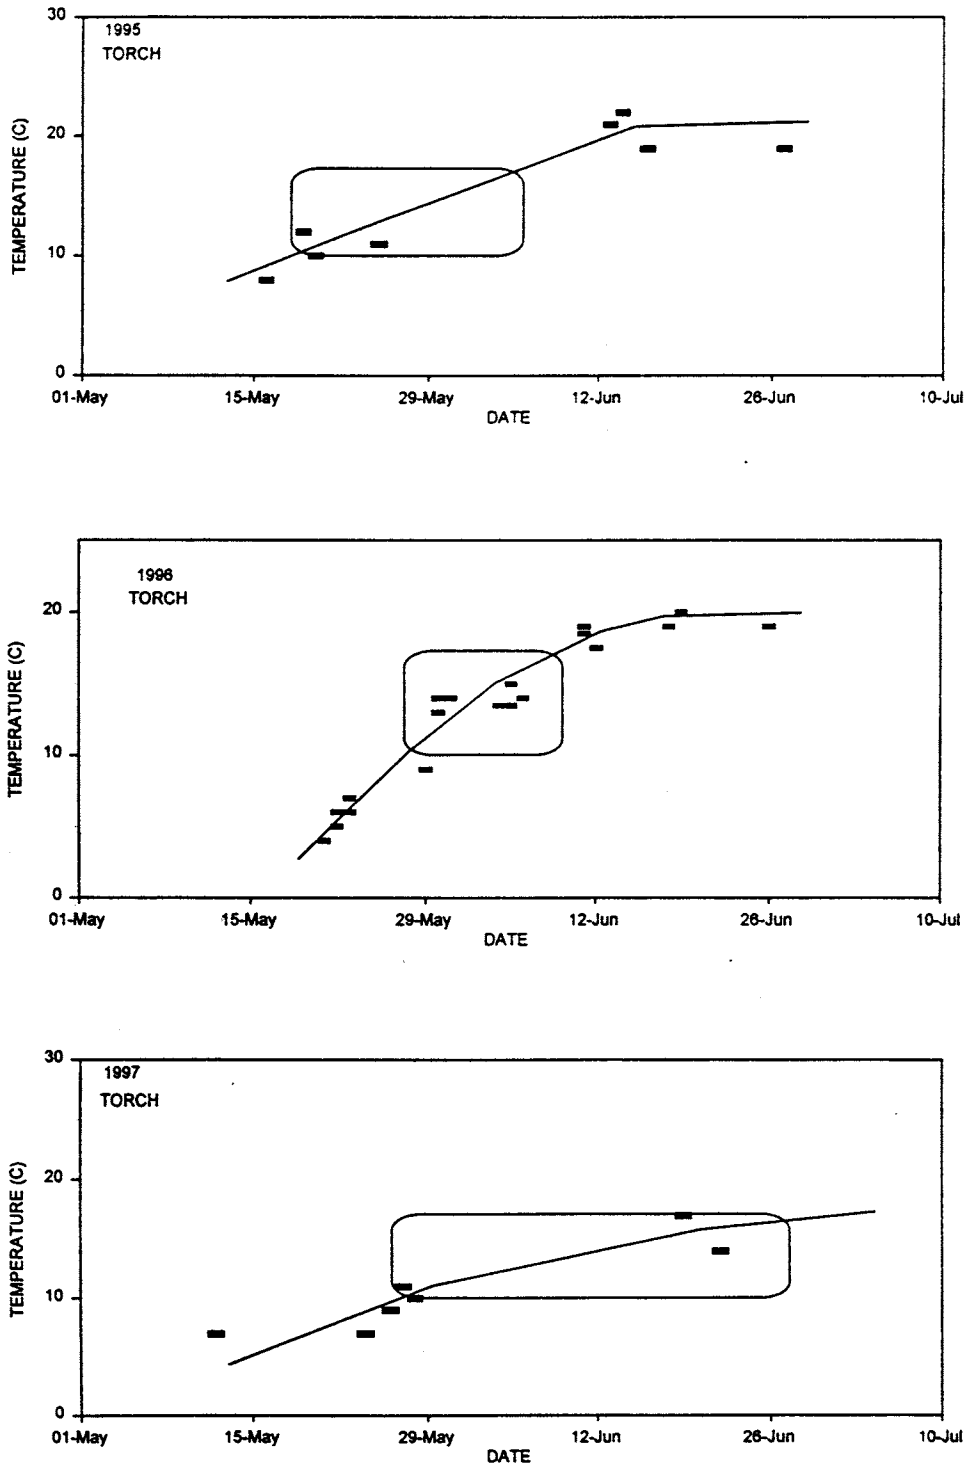 30
1995
TORCH
20
TEMPERATURE (C)
10
0
01-May 15-May 29-May 12-Jun 26-Jun 10-Jul
DATE
1996
TORCH
20
TEMPERATURE (C)
10
0
01-May 15-May 29-May 12-Jun 26-Jun 10-Jul
DATE
30
1997
TORCH
20
TEMPERATURE (C)
10
0
01-May 15-May 29-May 12-Jun 26-Jun 10-Jul
DATE